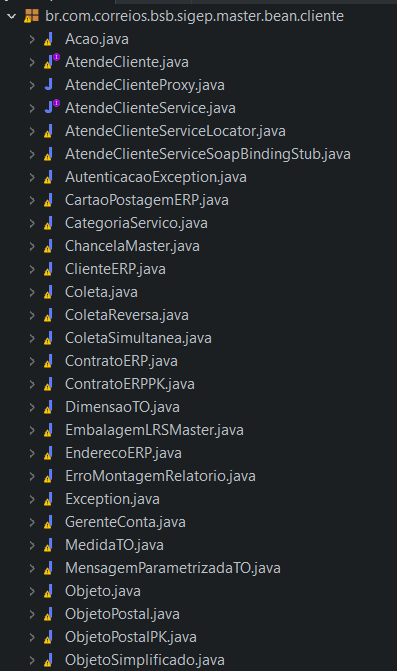 br.com.correios.bsb.sigep.master.bean.cliente
Acao.java
AtendeCliente.java
AtendeClienteProxy.java
AtendeClienteService.java
AtendeClienteServiceLocator.java
AtendeClienteServiceSoapBindingStub.java
AutenticacaoException.java
CartaoPostagemERP.java
CategoriaServico.java
ChancelaMaster.java
ClienteERP.java
Coleta.java
ColetaReversa.java
ColetaSimultanea.java
ContratoERP.java
ContratoERPPK.java
DimensaoTO.java
EmbalagemLRSMaster.java
EnderecoERP.java
ErroMontagemRelatorio.java
Exception.java
GerenteConta.java
MedidaTO.java
MensagemParametrizadaTO.java
Objeto.java
ObjetoPostal.java
ObjetoPostalPK.java
ObjetoSimplificado.java